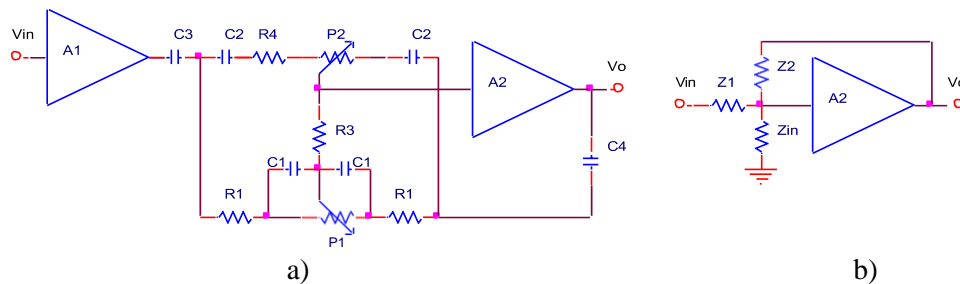 Vin A1 C3 C2 R4 P2 C2 A2 Vo
R3 C4
C1 C1
R1 R1
P1
a)
Vin Z1 Z2 A2
Zin
b)